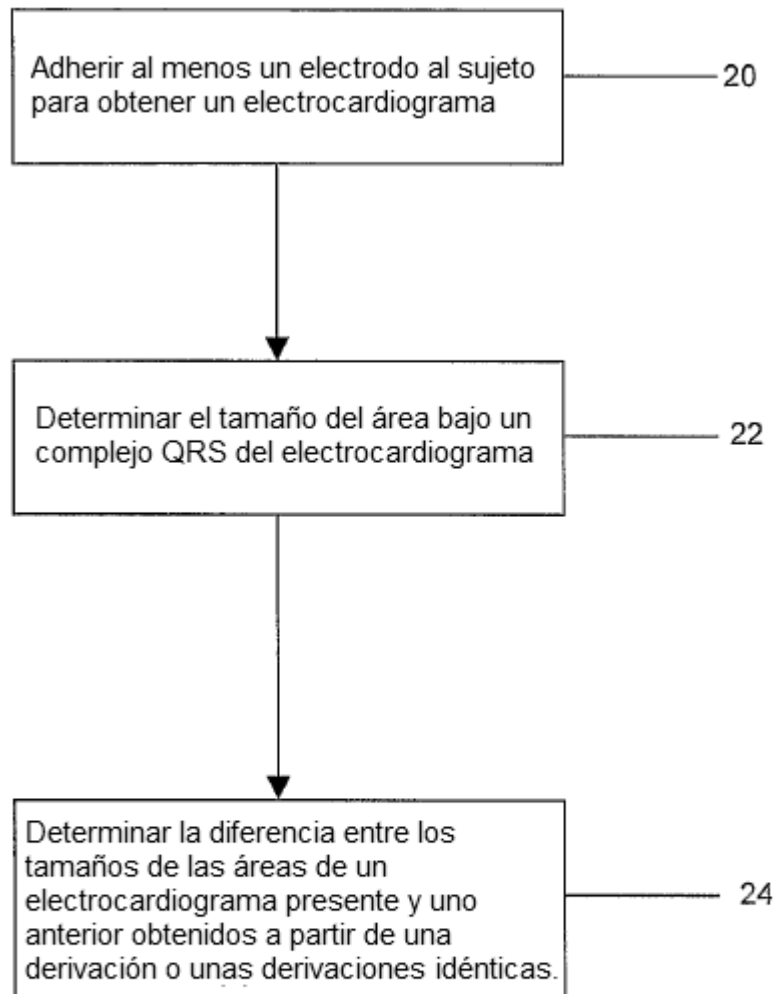 Adherir al menos un electrodo al sujeto
para obtener un electrocardiograma
20
Determinar el tamaño del área bajo un
complejo QRS del electrocardiograma
22
Determinar la diferencia entre los
tamaños de las áreas de un
electrocardiograma presente y uno
anterior obtenidos a partir de una
derivación o unas derivaciones idénticas.
24